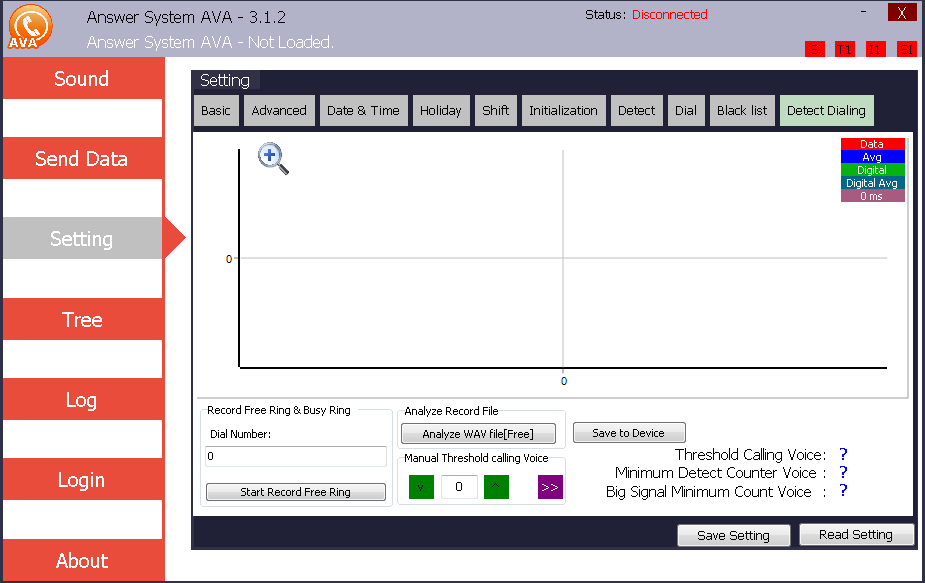 Answer System AVA - 3.1.2
Status: Disconnected
-
X
AVA
Answer System AVA - Not Loaded.
S
T1
I1
SI
Sound
Send Data
Setting
Tree
Log
Login
About
Setting
Basic
Advanced
Date & Time
Holiday
Shift
Initialization
Detect
Dial
Black list
Detect Dialing
Data
Avg
Digital
Digital Avg
0 ms
0
0
Record Free Ring & Busy Ring
Dial Number:
0
Start Record Free Ring
Analyze Record File
Analyze WAV file[Free]
Manual Threshold calling Voice
v
0
^
>>
Save to Device
Threshold Calling Voice: ?
Minimum Detect Counter Voice : ?
Big Signal Minimum Count Voice : ?
Save Setting
Read Setting